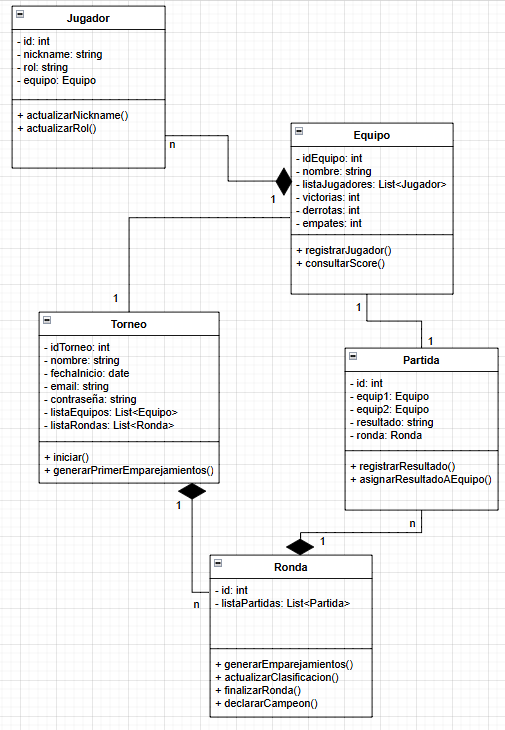 Jugador
- id: int
- nickname: string
- rol: string
- equipo: Equipo
+ actualizarNickname()
+ actualizarRol()
n
1
Equipo
- idEquipo: int
- nombre: string
- listaJugadores: List<Jugador>
- victorias: int
- derrotas: int
- empates: int
+ registrarJugador()
+ consultarScore()
1
1
1
Torneo
- idTorneo: int
- nombre: string
- fechaInicio: date
- email: string
- contraseña: string
- listaEquipos: List<Equipo>
- listaRondas: List<Ronda>
+ iniciar()
+ generarPrimerEmparejamientos()
1
n
Partida
- id: int
- equip1: Equipo
- equip2: Equipo
- resultado: string
- ronda: Ronda
+ registrarResultado()
+ asignarResultadoAEquipo()
n
1
Ronda
- id: int
- listaPartidas: List<Partida>
+ generarEmparejamientos()
+ actualizarClasificacion()
+ finalizarRonda()
+ declararCampeon()